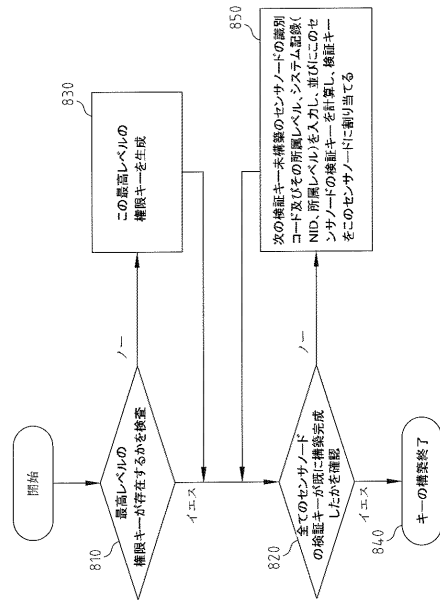 開始
最高レベルの
権限キーが存在するかを検査
810
ノー
イエス
この最高レベルの
権限キーを生成
830
全てのセンサノード
の検証キーが既に構築完成
したかを確認
820
ノー
イエス
次の検証キー未構築のセンサノードの識別
コード及びその所属レベル、システム記録(
NID、所属レベル)を入力し、並びにこのセ
ンサノードの検証キーを計算し、検証キー
をこのセンサノードに割り当てる
850
キーの構築終了
840